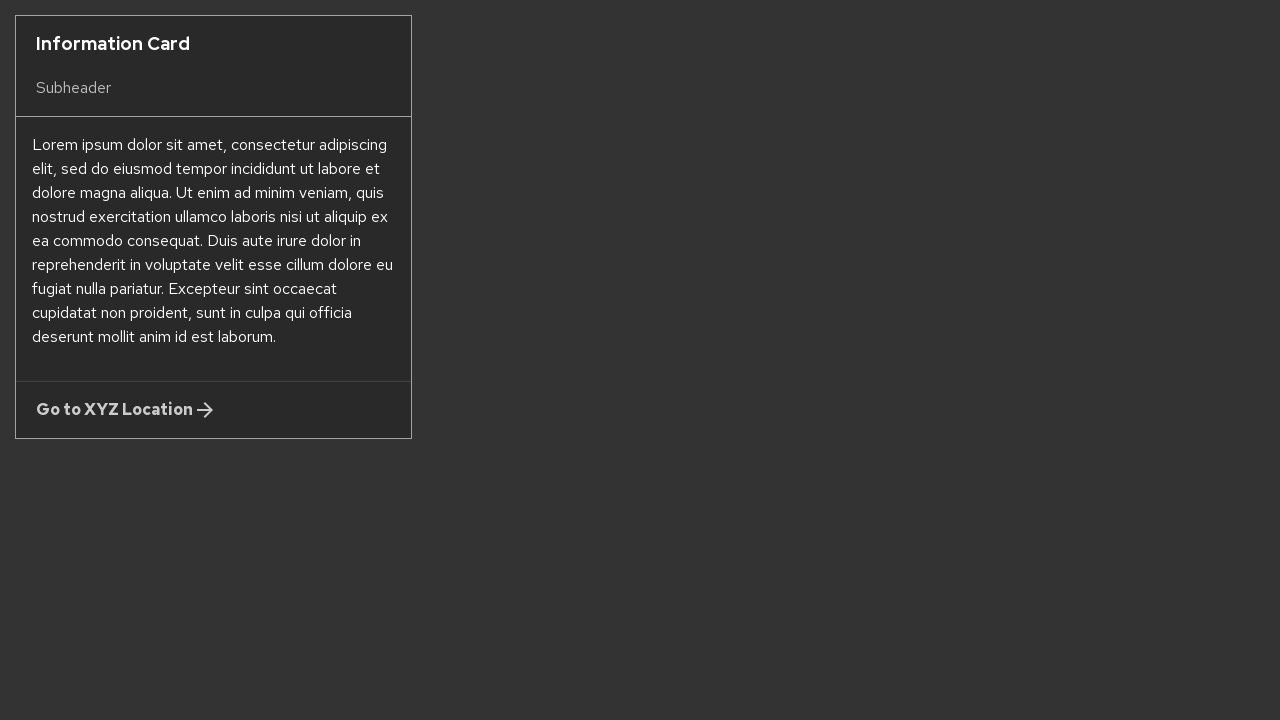 Information Card
Subheader
Lorem ipsum dolor sit amet, consectetur adipiscing
elit, sed do eiusmod tempor incididunt ut labore et
dolore magna aliqua. Ut enim ad minim veniam, quis
nostrud exercitation ullamco laboris nisi ut aliquip ex
ea commodo consequat. Duis aute irure dolor in
reprehenderit in voluptate velit esse cillum dolore eu
fugiat nulla pariatur. Excepteur sint occaecat
cupidatat non proident, sunt in culpa qui officia
deserunt mollit anim id est laborum.
Go to XYZ Location